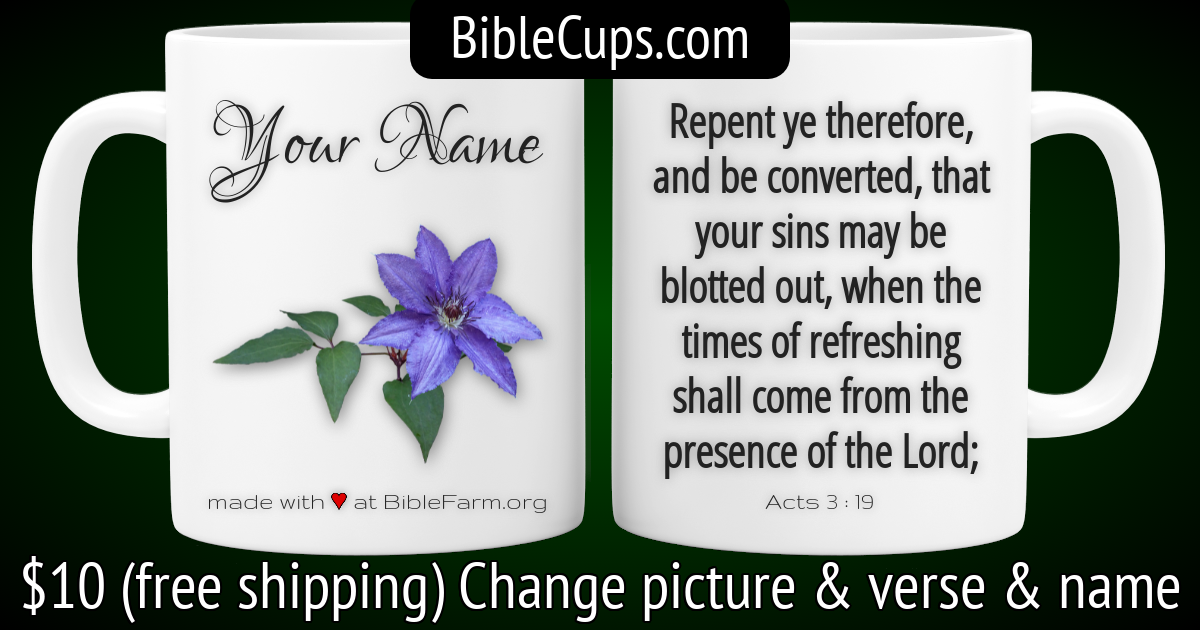 BibleCups.com
Your Name
made with ♥ at BibleFarm.org
Repent ye therefore,
and be converted, that
your sins may be
blotted out, when the
times of refreshing
shall come from the
presence of the Lord;
Acts 3 : 19
$10 (free shipping) Change picture & verse & name